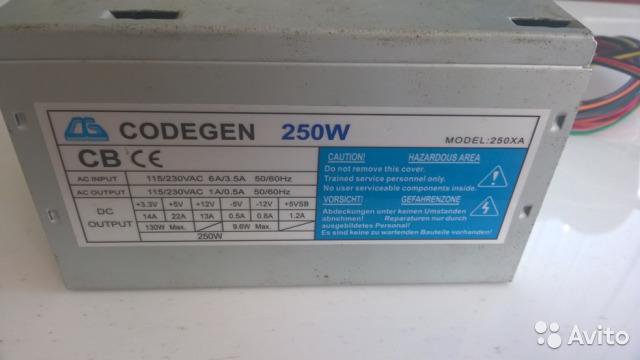 CG CODEGEN 250W
MODEL:250XA
CB CE
AC INPUT 115/230VAC 6A/3.5A 50/60Hz
AC OUTPUT 115/230VAC 1A/0.5A 50/60Hz
DC OUTPUT
+3.3V +5V +12V -5V -12V +5VSB
14A 22A 13A 0.5A 0.8A 1.2A
130W Max. 9.6W Max.
250W
CAUTION! HAZARDOUS AREA
Do not remove this cover.
Trained service personnel only.
No user serviceable components inside.
VORSICHT! GEFAHRENZONE
Abdeckungen unter keinen Umstanden
abnehmen! Reparaturen nur durch
ausgebildetes Personal!
Es sind keine zu wartenden Bauteile vorhanden!
Avito